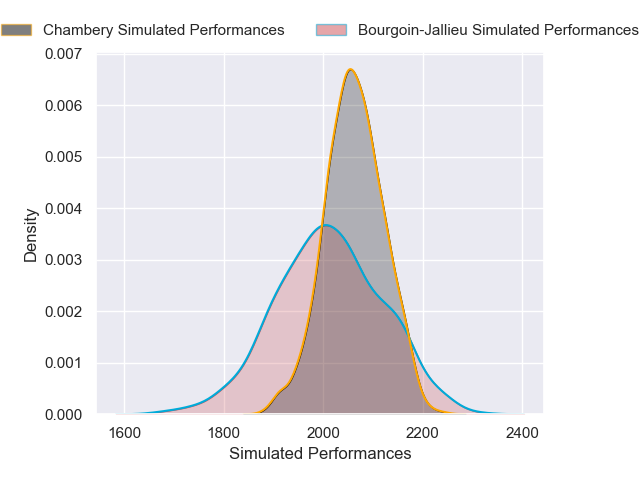 Chambery Simulated Performances
Bourgoin-Jallieu Simulated Performances
0.007
0.006
0.005
0.004
0.003
0.002
0.001
0.000
Density
1600 1800 2000 2200 2400
Simulated Performances